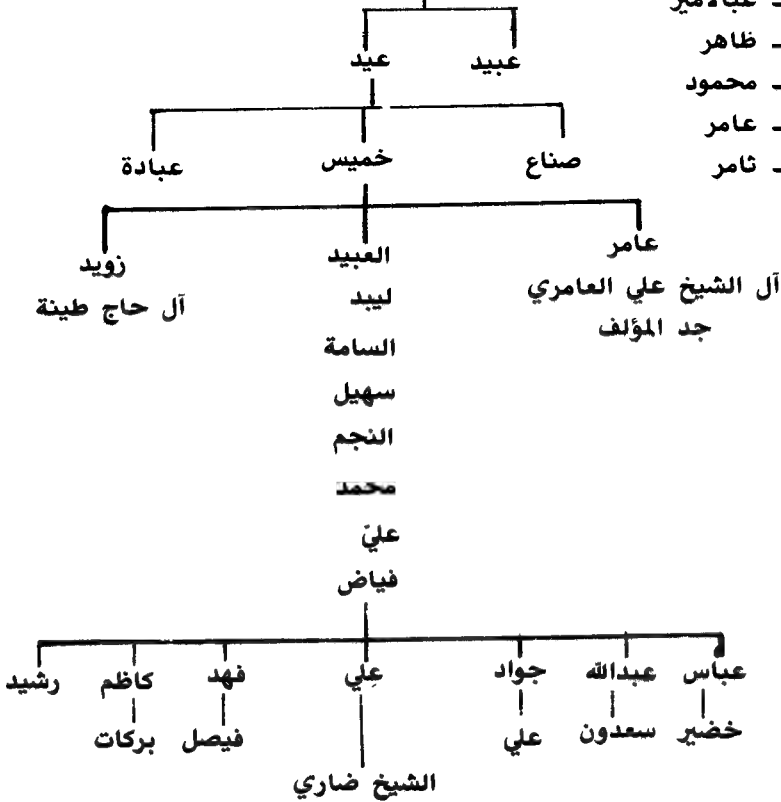 ـ ظاهر
ـ محمود
ـ عامر
ـ ثامر
عبيد عيد
صناع خميس عبادة
عامر العبيد زويد
آل الشيخ علي العامري ليبد آل حاج طينة
جد المؤلف
السامة
سهيل
النجم
محمد
عليّ
فياض
عباس عبدالله جواد علي فهد كاظم رشيد
خضير سعدون علي فيصل بركات
الشيخ ضاري